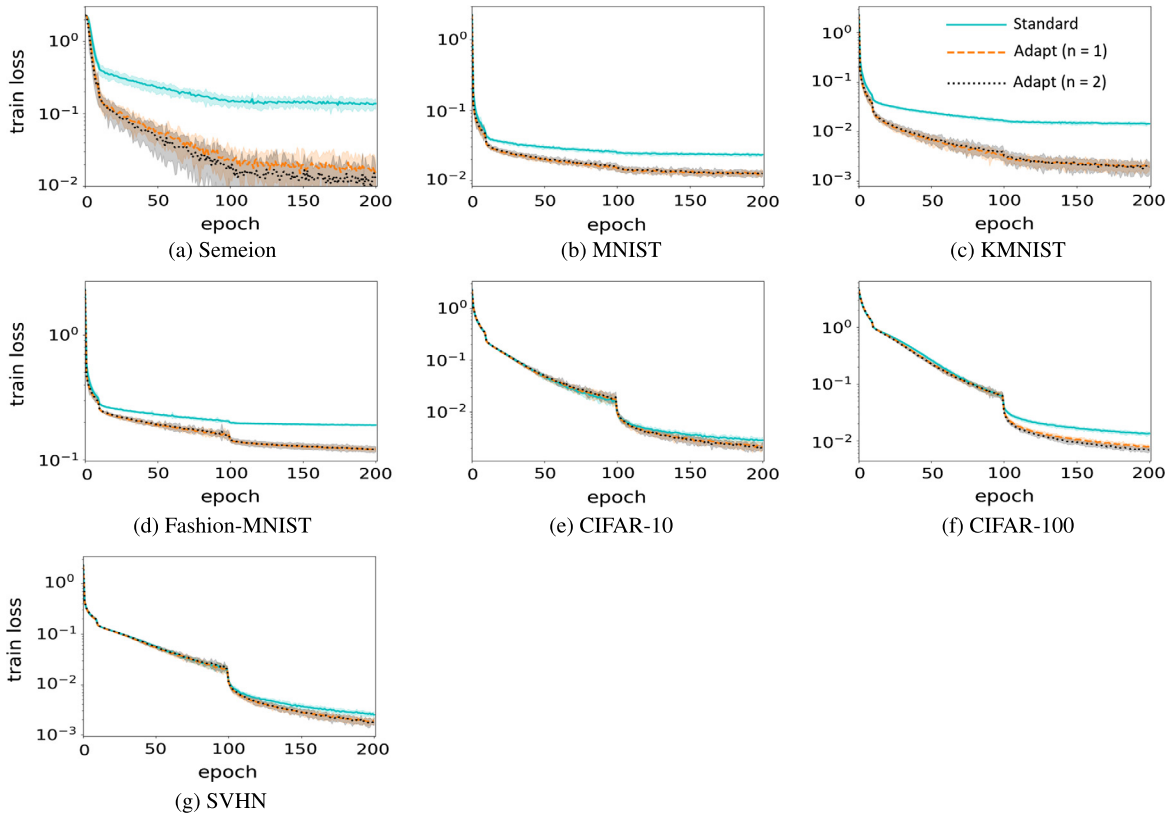 train loss
10⁰
10⁻¹
10⁻²
0 50 100 150 200
epoch
(a) Semeion
10⁰
10⁻¹
10⁻²
0 50 100 150 200
epoch
(b) MNIST
Standard
Adapt (n = 1)
Adapt (n = 2)
10⁰
10⁻¹
10⁻²
10⁻³
0 50 100 150 200
epoch
(c) KMNIST
train loss
10⁰
10⁻¹
0 50 100 150 200
epoch
(d) Fashion-MNIST
10⁰
10⁻¹
10⁻²
0 50 100 150 200
epoch
(e) CIFAR-10
10⁰
10⁻¹
10⁻²
0 50 100 150 200
epoch
(f) CIFAR-100
train loss
10⁰
10⁻¹
10⁻²
10⁻³
0 50 100 150 200
epoch
(g) SVHN